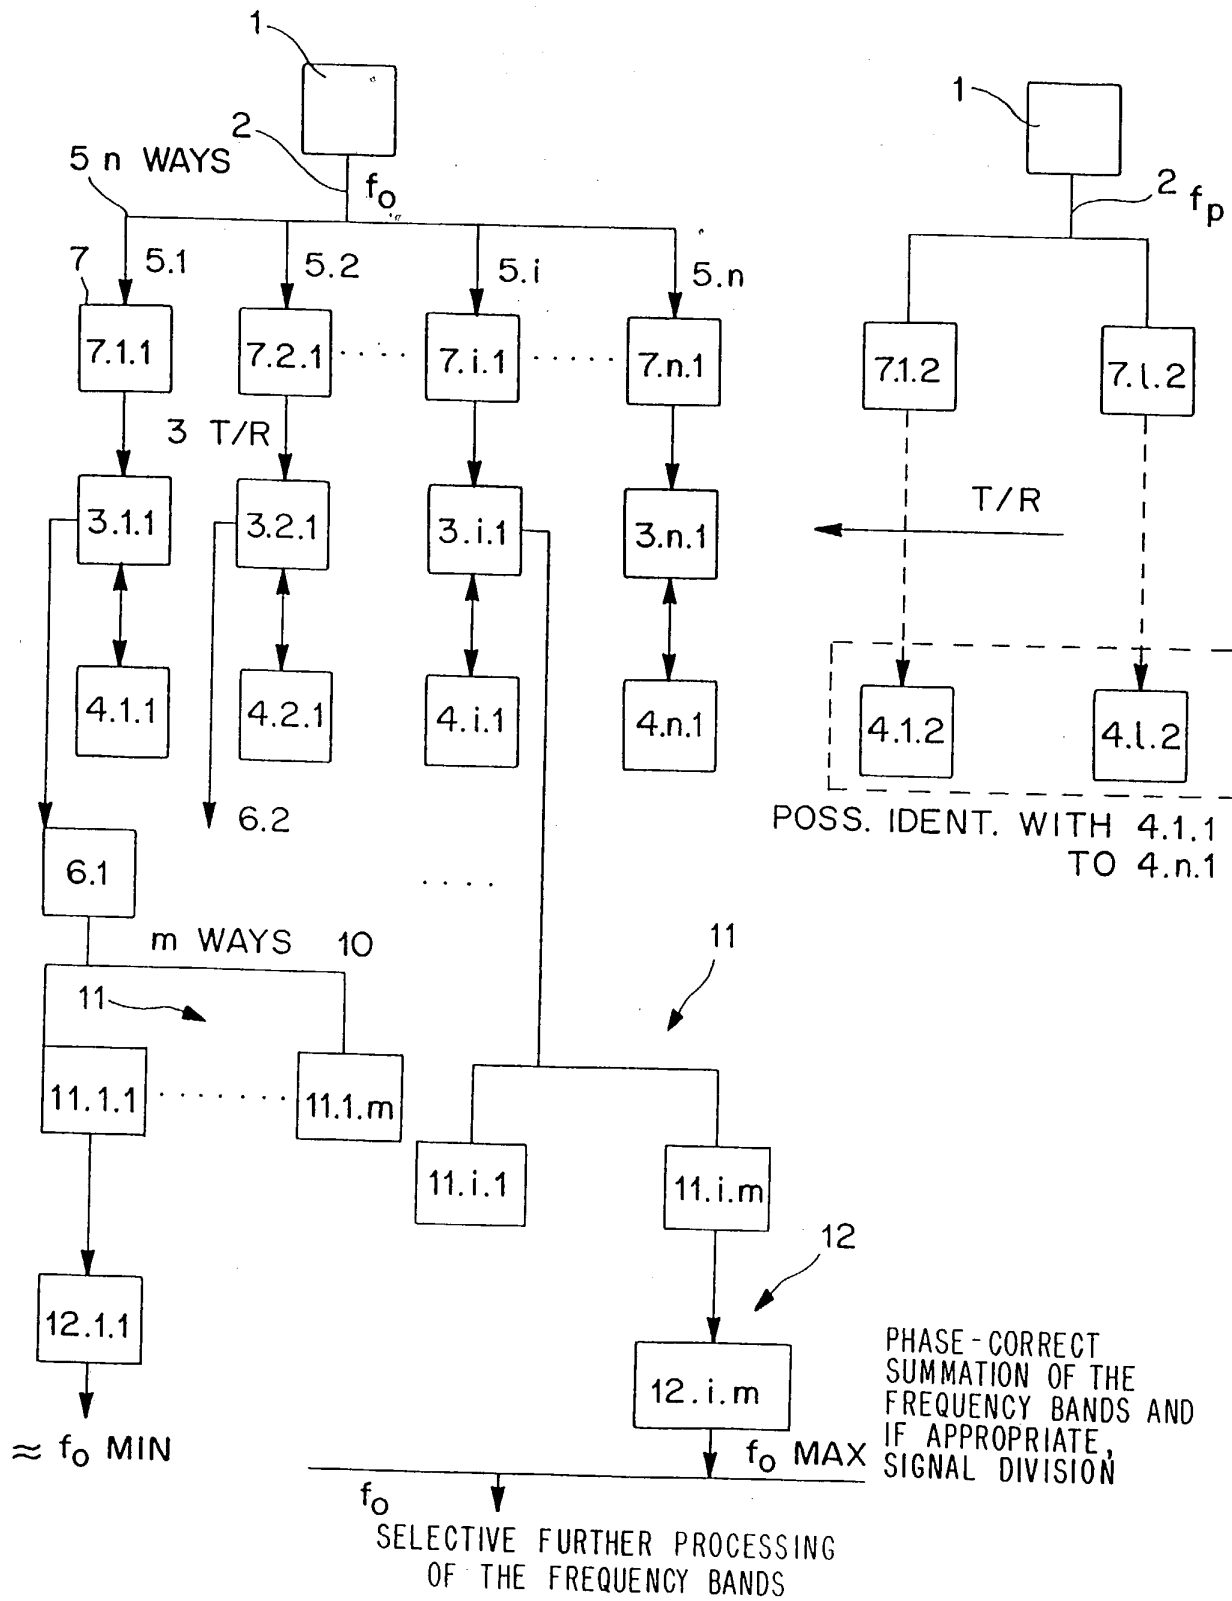 1
1
2
2 fp
5 n WAYS
fo
7
5.1
5.2
5.i
5.n
7.1.1
7.2.1
....
7.i.1
.....
7.n.1
7.1.2
7.l.2
3 T/R
T/R
3.1.1
3.2.1
3.i.1
3.n.1
4.1.1
4.2.1
4.i.1
4.n.1
4.1.2
4.l.2
6.2
POSS. IDENT. WITH 4.1.1
TO 4.n.1
6.1
....
m WAYS 10
11
11
11.1.1
.......
11.1.m
11.i.1
11.i.m
12
12.1.1
12.i.m
PHASE-CORRECT
SUMMATION OF THE
FREQUENCY BANDS AND
IF APPROPRIATE,
SIGNAL DIVISION
≈ fo MIN
fo MAX
fo
SELECTIVE FURTHER PROCESSING
OF THE FREQUENCY BANDS